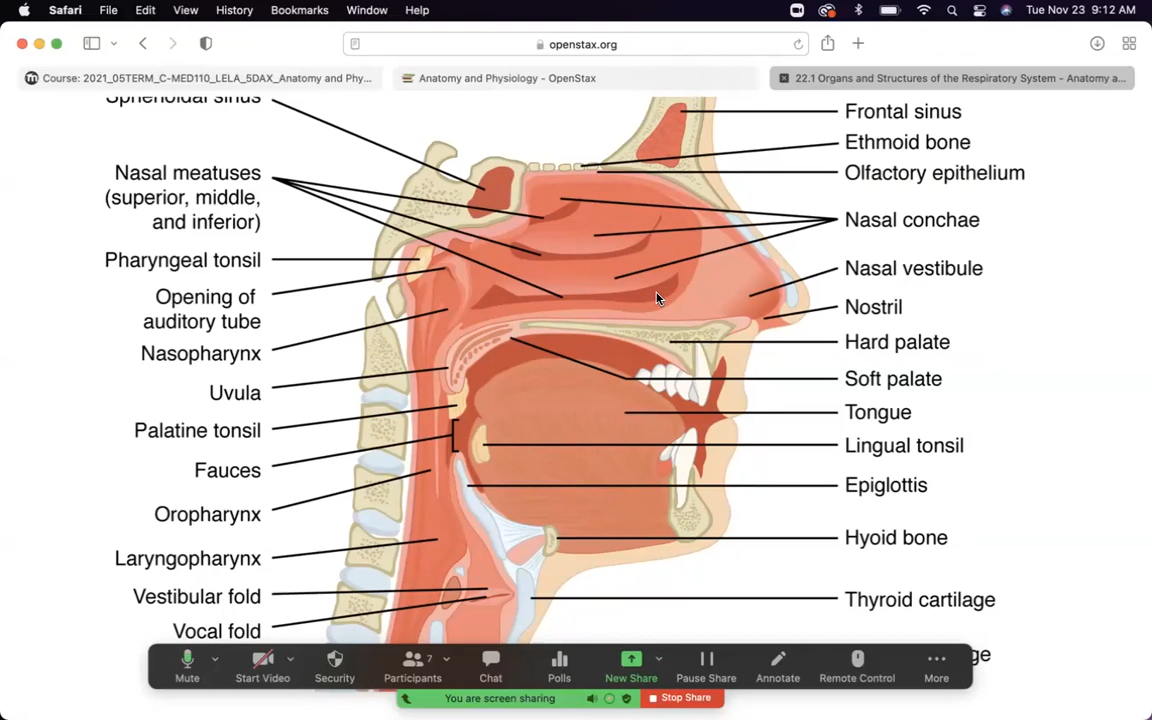 Safari File Edit View History Bookmarks Window Help Tue Nov 23 9:12 AM
openstax.org
Course: 2021_05TERM_C-MED110_LELA_5DAX_Anatomy and Phy...
Anatomy and Physiology - OpenStax
22.1 Organs and Structures of the Respiratory System - Anatomy a...
Sphenoidal sinus
Nasal meatuses
(superior, middle,
and inferior)
Pharyngeal tonsil
Opening of
auditory tube
Nasopharynx
Uvula
Palatine tonsil
Fauces
Oropharynx
Laryngopharynx
Vestibular fold
Vocal fold
Frontal sinus
Ethmoid bone
Olfactory epithelium
Nasal conchae
Nasal vestibule
Nostril
Hard palate
Soft palate
Tongue
Lingual tonsil
Epiglottis
Hyoid bone
Thyroid cartilage
ge
7
Mute Start Video Security Participants Chat Polls New Share Pause Share Annotate Remote Control More
You are screen sharing Stop Share